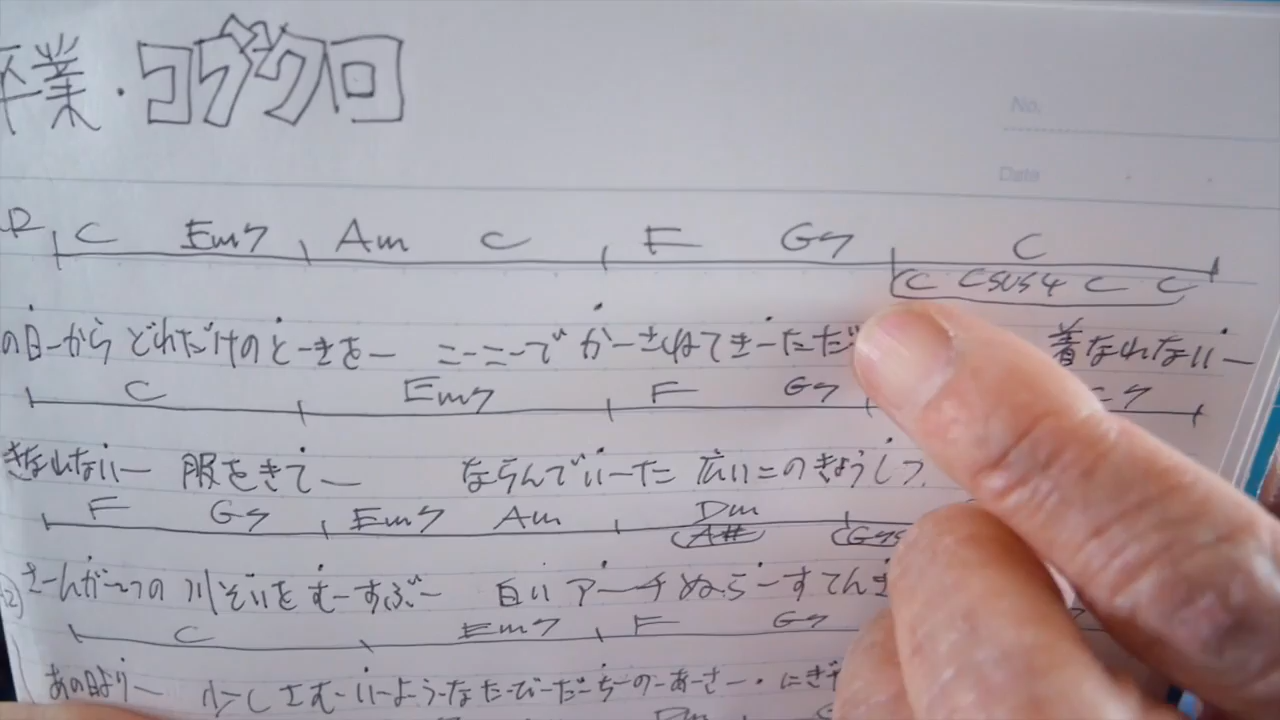 卒業・コブクロ
No.
Date
C Em7 Am C F G7 C
C Csus4 C C
の日ーから どれだけのとーきをー こーこーで かーさねてきーただ 着なれないー
C Em7 F G7
きなれないー 服をきてー ならんでいーた 広いこのきょうしつ
F G7 Em7 Am Dm
A#
さーんがつの 川ぞいを むーすぶー 白い アーチ ぬらーすてん
C Em7 F G7
あの日よりー 少しさむーいーようなたーびーだーちーのーあーさー・にぎ
Dm